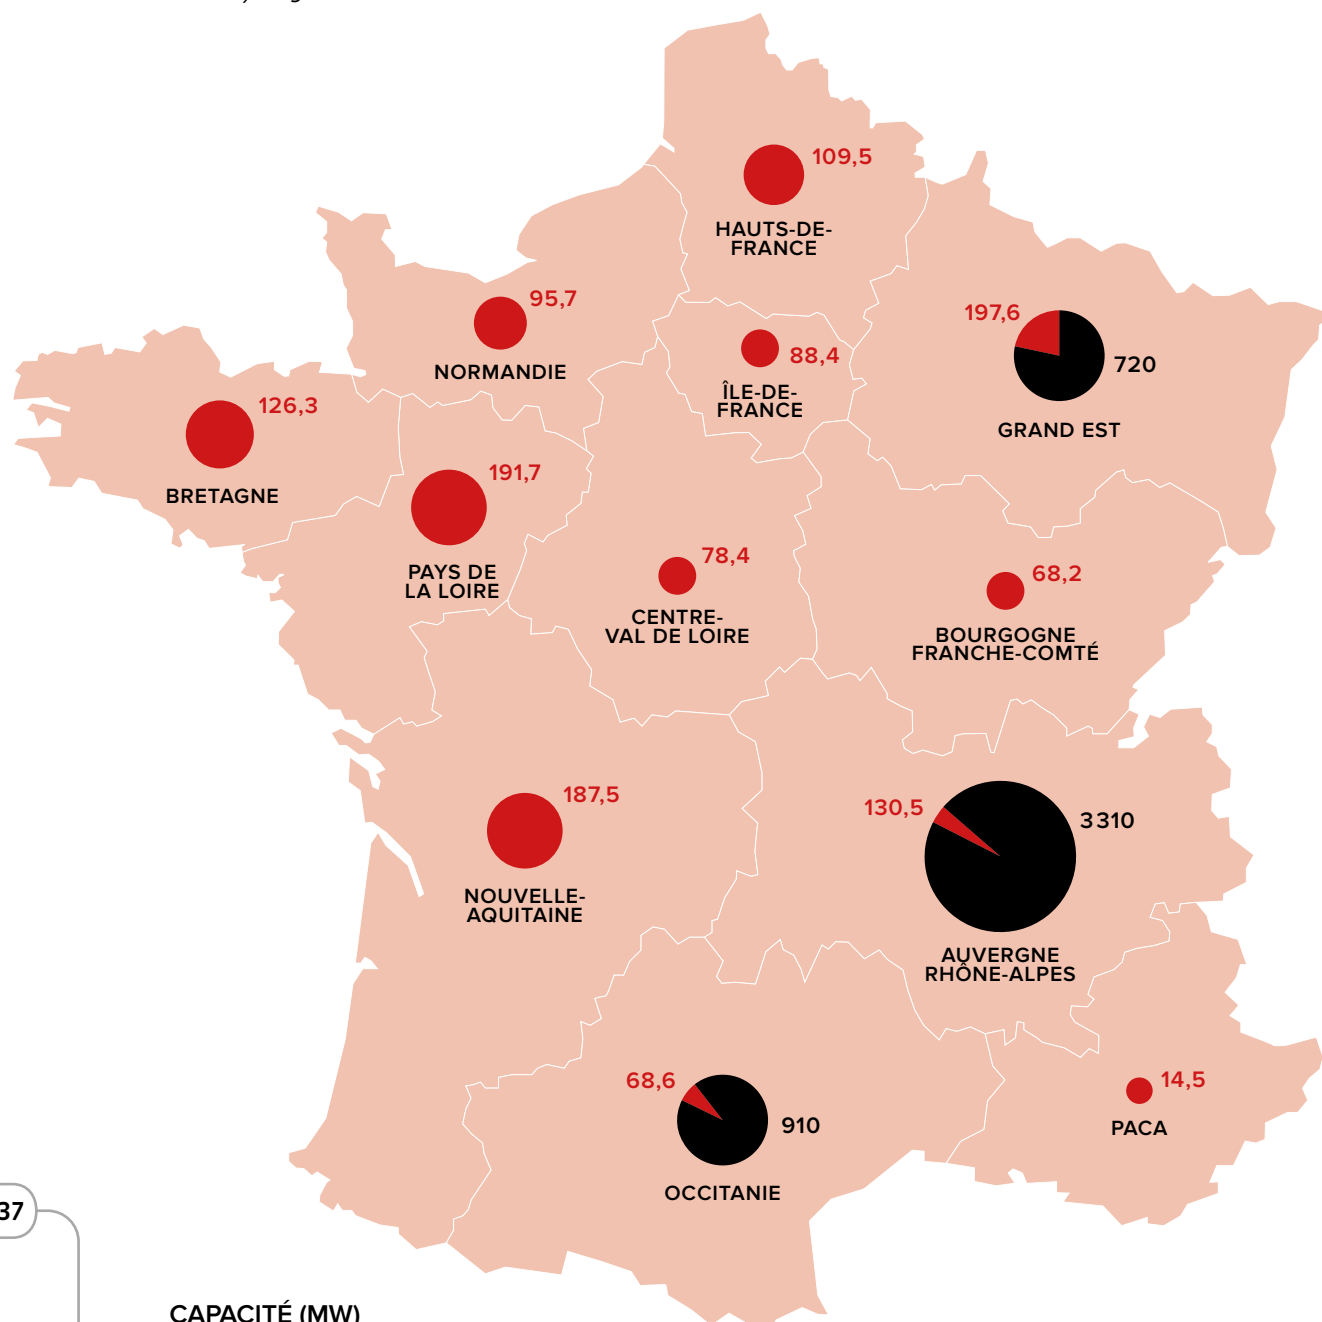 109,5
HAUTS-DE-
FRANCE
95,7
NORMANDIE
88,4
ÎLE-DE-
FRANCE
197,6
720
GRAND EST
126,3
BRETAGNE
191,7
PAYS DE
LA LOIRE
78,4
CENTRE-
VAL DE LOIRE
68,2
BOURGOGNE
FRANCHE-COMTÉ
187,5
NOUVELLE-
AQUITAINE
130,5
3310
AUVERGNE
RHÔNE-ALPES
68,6
910
OCCITANIE
14,5
PACA
37
CAPACITÉ (MW)